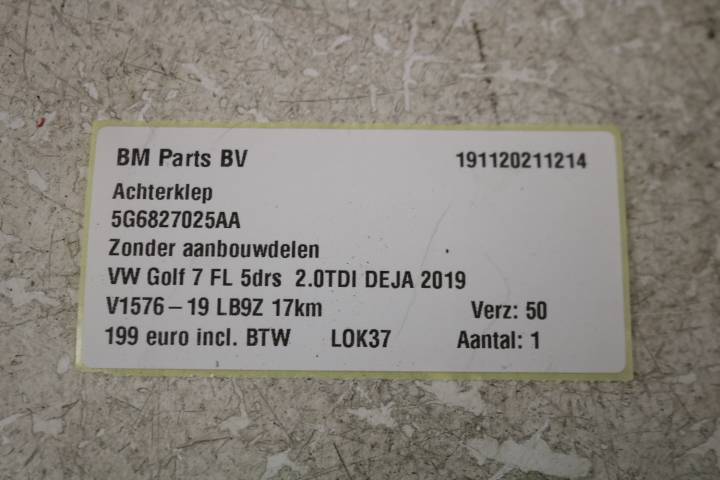 BM Parts BV 191120211214
Achterklep
5G6827025AA
Zonder aanbouwdelen
VW Golf 7 FL 5drs 2.0TDI DEJA 2019
V1576 – 19 LB9Z 17km Verz: 50
199 euro incl. BTW LOK37 Aantal: 1